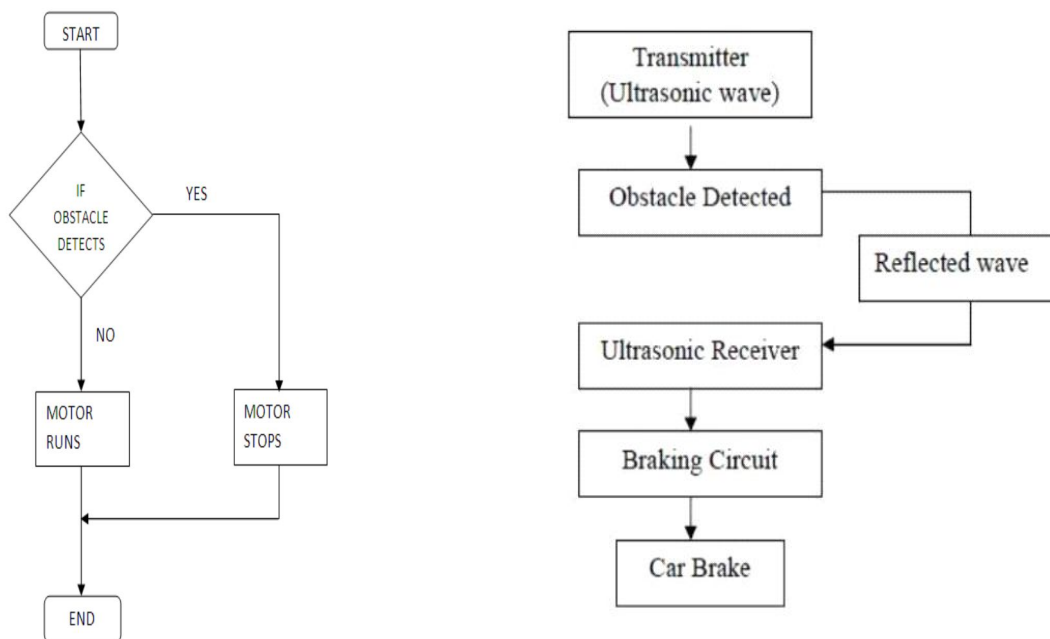 START
IF
OBSTACLE
DETECTS
YES
NO
MOTOR
RUNS
MOTOR
STOPS
END
Transmitter
(Ultrasonic wave)
Obstacle Detected
Reflected wave
Ultrasonic Receiver
Braking Circuit
Car Brake